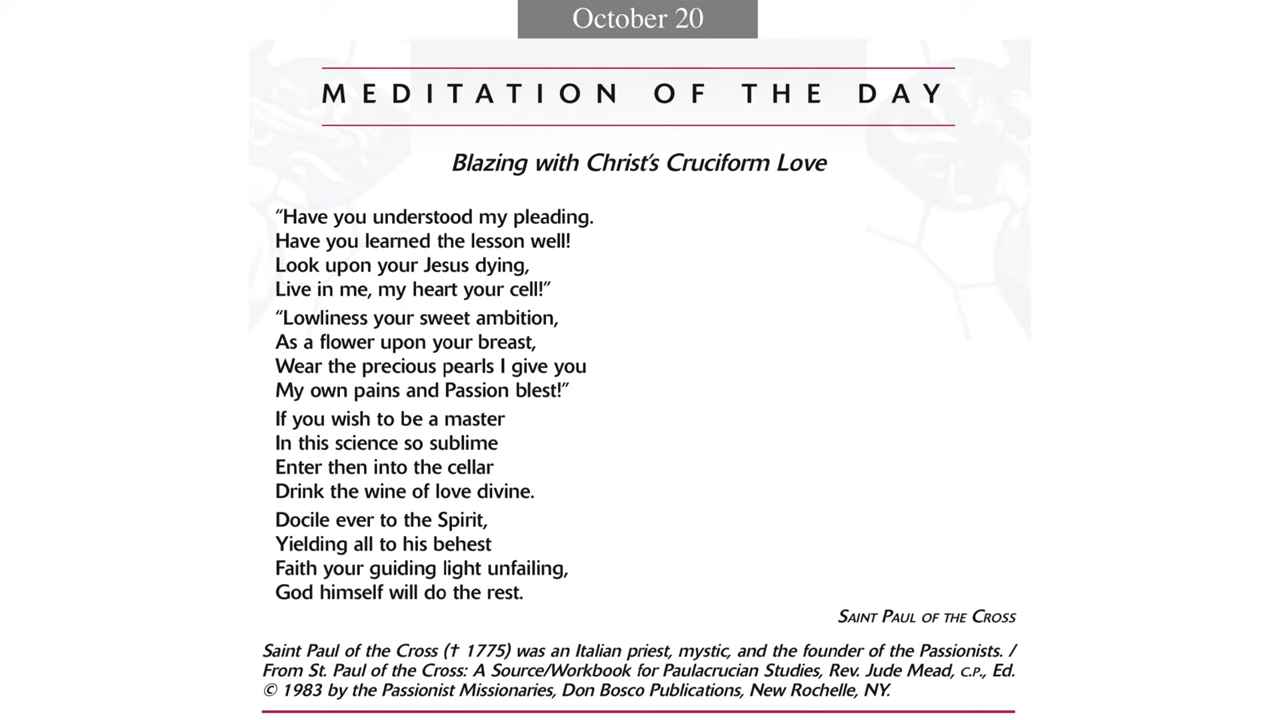 October 20
MEDITATION OF THE DAY
Blazing with Christ's Cruciform Love
“Have you understood my pleading.
Have you learned the lesson well!
Look upon your Jesus dying,
Live in me, my heart your cell!”
“Lowliness your sweet ambition,
As a flower upon your breast,
Wear the precious pearls I give you
My own pains and Passion blest!”
If you wish to be a master
In this science so sublime
Enter then into the cellar
Drink the wine of love divine.
Docile ever to the Spirit,
Yielding all to his behest
Faith your guiding light unfailing,
God himself will do the rest.
SAINT PAUL OF THE CROSS
Saint Paul of the Cross († 1775) was an Italian priest, mystic, and the founder of the Passionists. /
From St. Paul of the Cross: A Source/Workbook for Paulacrucian Studies, Rev. Jude Mead, C.P., Ed.
© 1983 by the Passionist Missionaries, Don Bosco Publications, New Rochelle, NY.